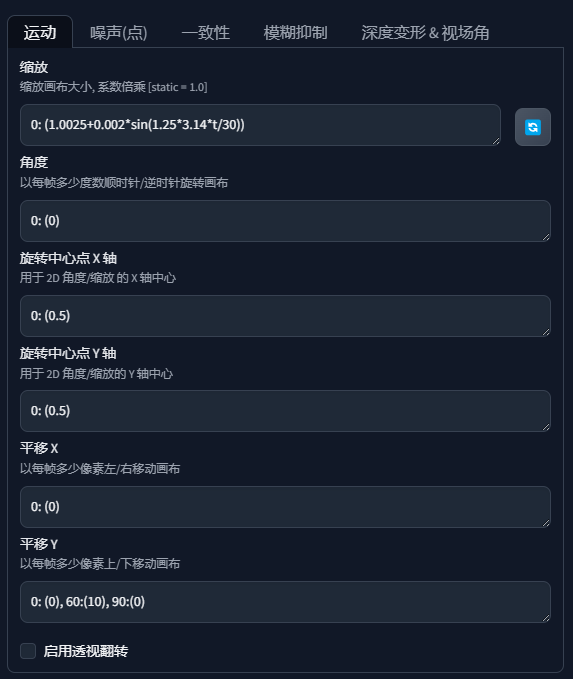 运动 噪声(点) 一致性 模糊抑制 深度变形 & 视场角
缩放
缩放画布大小, 系数倍乘 [static = 1.0]
0: (1.0025+0.002*sin(1.25*3.14*t/30))
角度
以每帧多少度数顺时针/逆时针旋转画布
0: (0)
旋转中心点 X 轴
用于 2D 角度/缩放 的 X 轴中心
0: (0.5)
旋转中心点 Y 轴
用于 2D 角度/缩放的 Y 轴中心
0: (0.5)
平移 X
以每帧多少像素左/右移动画布
0: (0)
平移 Y
以每帧多少像素上/下移动画布
0: (0), 60:(10), 90:(0)
启用透视翻转